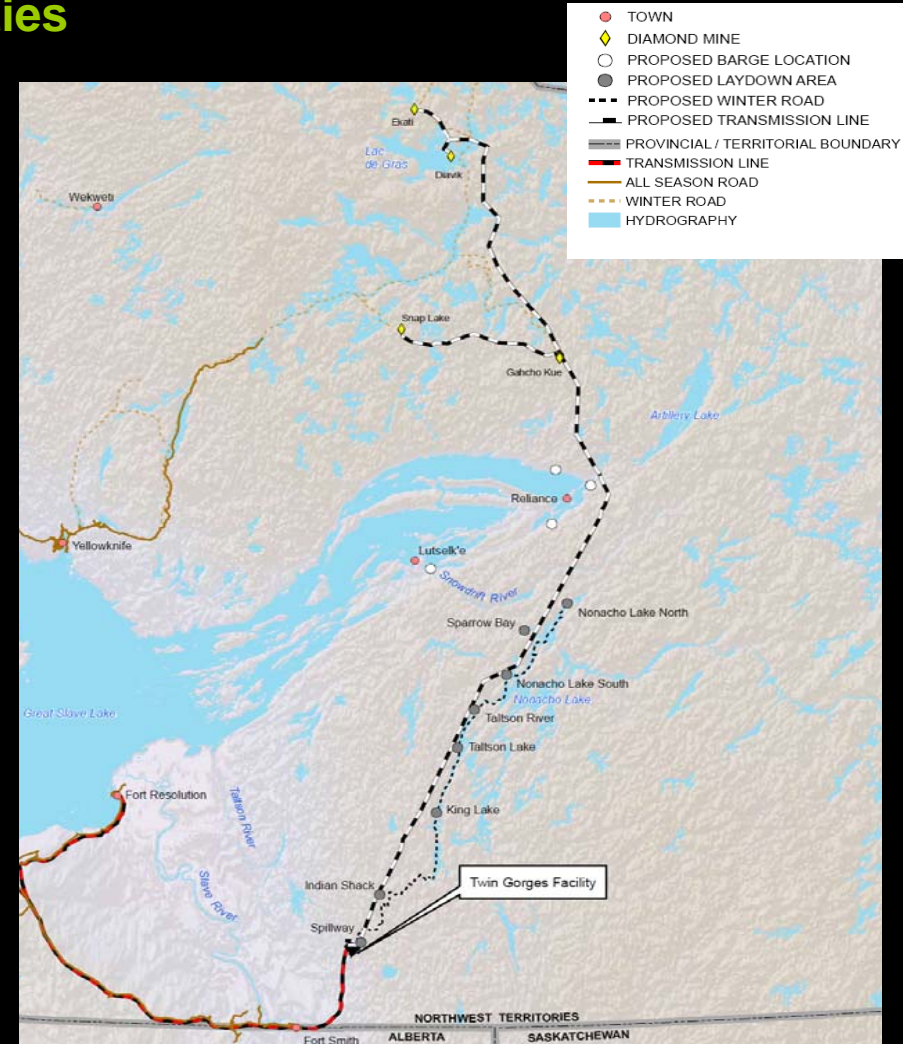 ties
TOWN
DIAMOND MINE
PROPOSED BARGE LOCATION
PROPOSED LAYDOWN AREA
PROPOSED WINTER ROAD
PROPOSED TRANSMISSION LINE
PROVINCIAL / TERRITORIAL BOUNDARY
TRANSMISSION LINE
ALL SEASON ROAD
WINTER ROAD
HYDROGRAPHY
Ekati
Lac
de Gras
Diavik
Wekweti
Snap Lake
Gahcho Kue
Artillery Lake
Reliance
Yellowknife
Lutselk'e
Snowdrift River
Nonacho Lake North
Sparrow Bay
Nonacho Lake South
Nonacho Lake
Great Slave Lake
Taltson River
Taltson Lake
Fort Resolution
Taltson River
King Lake
Slave River
Indian Shack
Twin Gorges Facility
Spillway
NORTHWEST TERRITORIES
Fort Smith
ALBERTA
SASKATCHEWAN